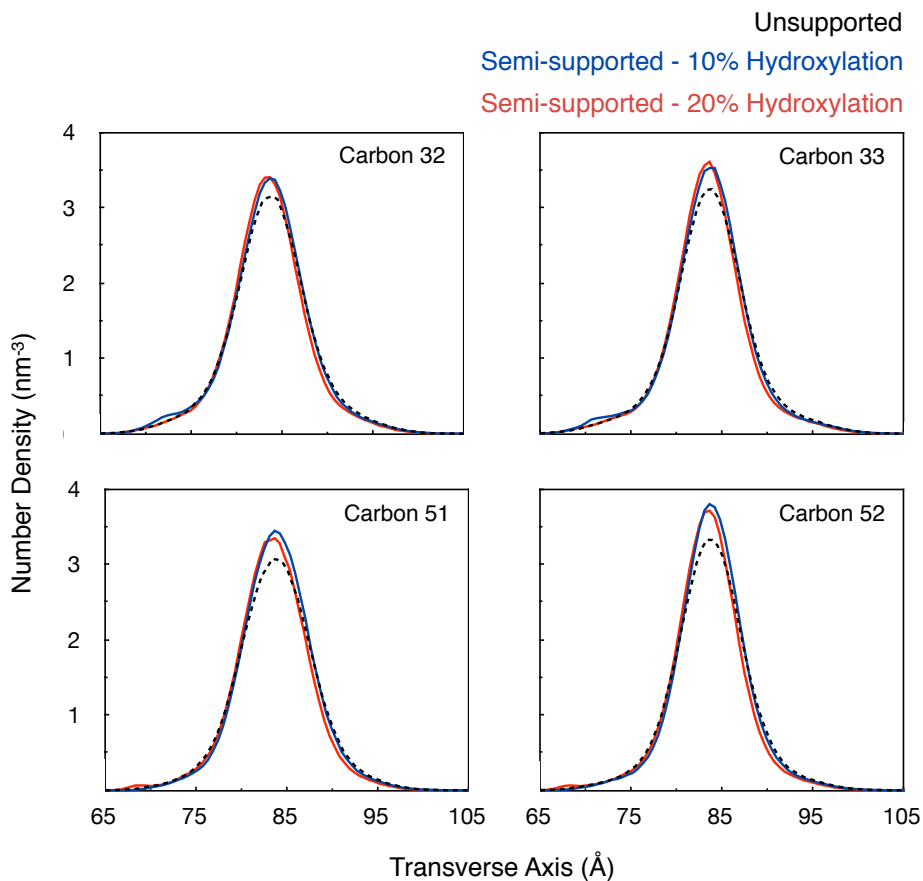 Unsupported
Semi-supported - 10% Hydroxylation
Semi-supported - 20% Hydroxylation
4
3
2
1
Carbon 32
Carbon 33
4
3
2
1
Carbon 51
Carbon 52
65 75 85 95 105
65 75 85 95 105
Number Density (nm-3)
Transverse Axis (Å)